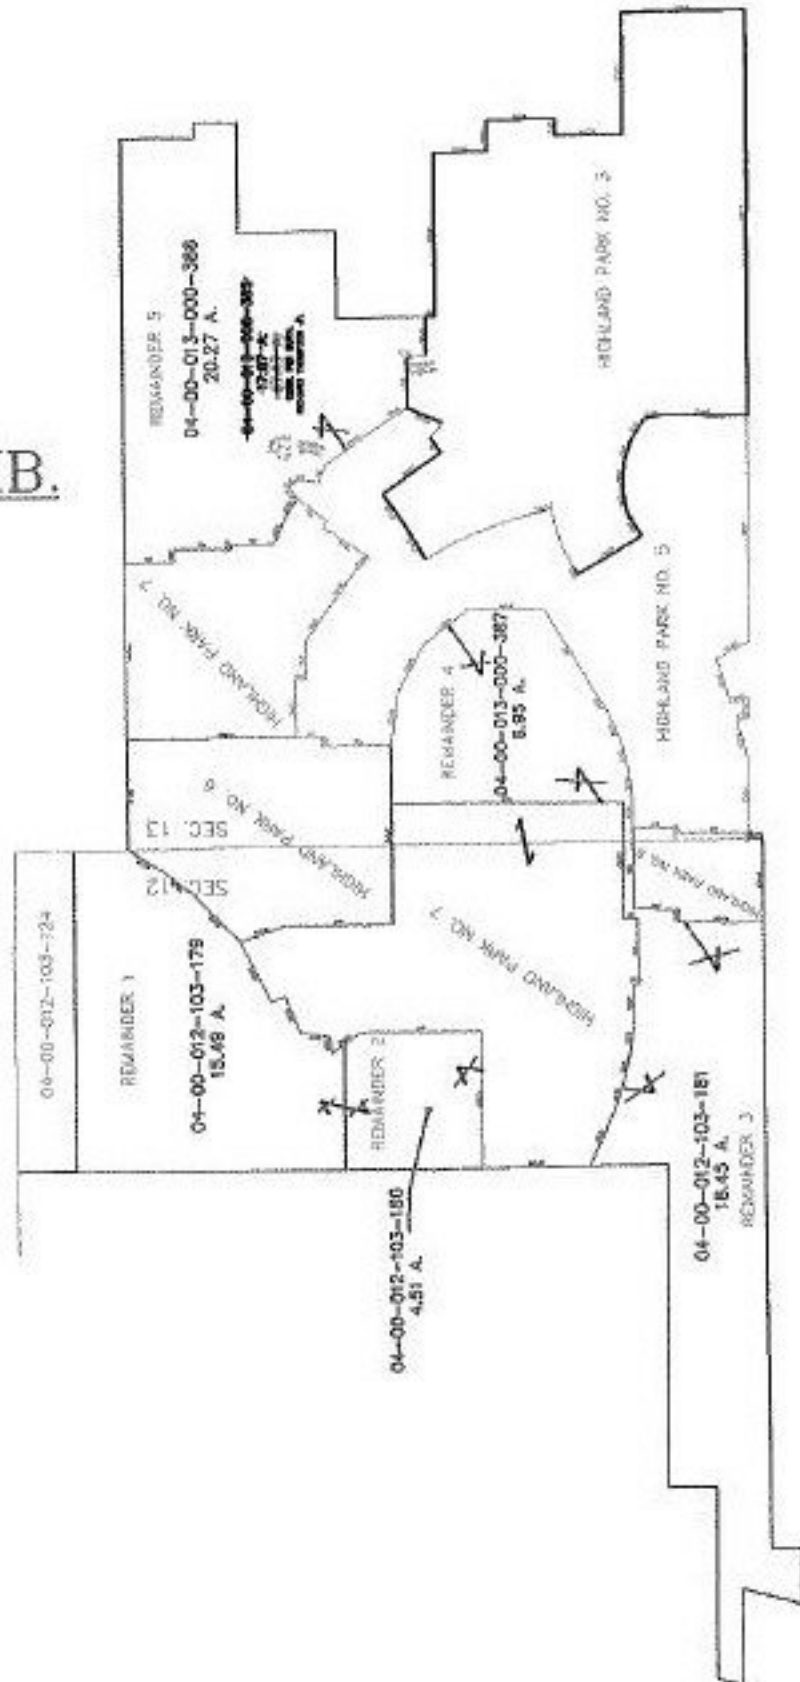 B.
REMAINDER 5
04-00-013-000-388
20.27 A.
HIGHLAND PARK NO. 3
HIGHLAND PARK NO. 7
HIGHLAND PARK NO. 5
REMAINDER 4
04-00-013-000-387
6.95 A.
HIGHLAND PARK NO. 6
SEC. 13
SEC. 12
04-00-012-103-124
REMAINDER 1
04-00-012-103-179
15.49 A.
HIGHLAND PARK NO. 7
REMAINDER 2
04-00-012-103-180
4.51 A.
04-00-012-103-181
18.45 A.
REMAINDER 3